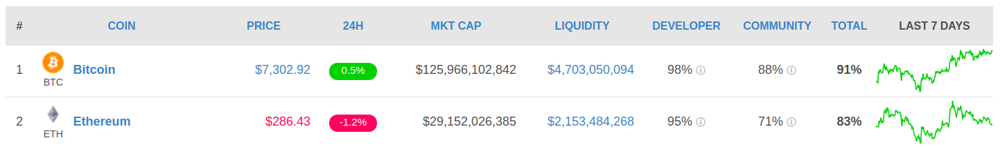 # COIN PRICE 24H MKT CAP LIQUIDITY DEVELOPER COMMUNITY TOTAL LAST 7 DAYS
1 Bitcoin $7,302.92 0.5% $125,966,102,842 $4,703,050,094 98% 88% 91%
BTC
2 Ethereum $286.43 -1.2% $29,152,026,385 $2,153,484,268 95% 71% 83%
ETH